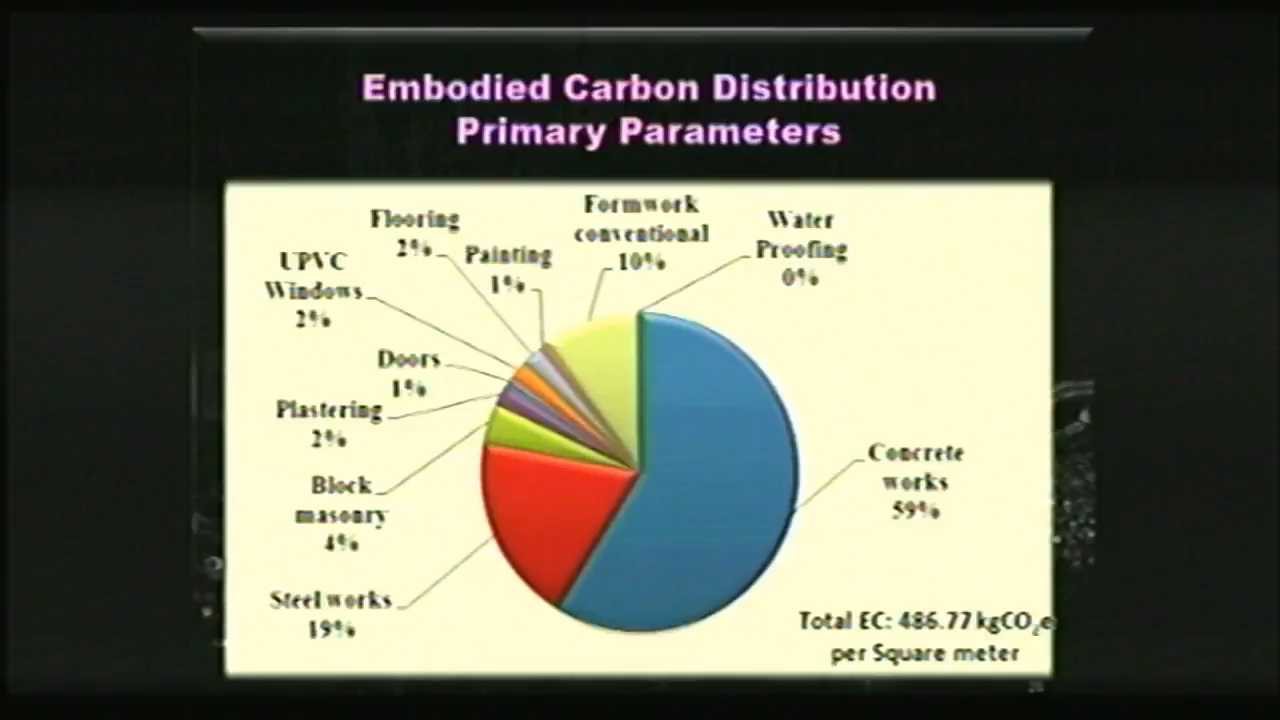 Embodied Carbon Distribution
Primary Parameters
Formwork
conventional
10%
Water
Proofing
0%
Flooring
2%
Painting
1%
UPVC
Windows
2%
Doors
1%
Plastering
2%
Block
masonry
4%
Steel works
19%
Concrete
works
59%
Total EC: 486.77 kgCO₂e
per Square meter